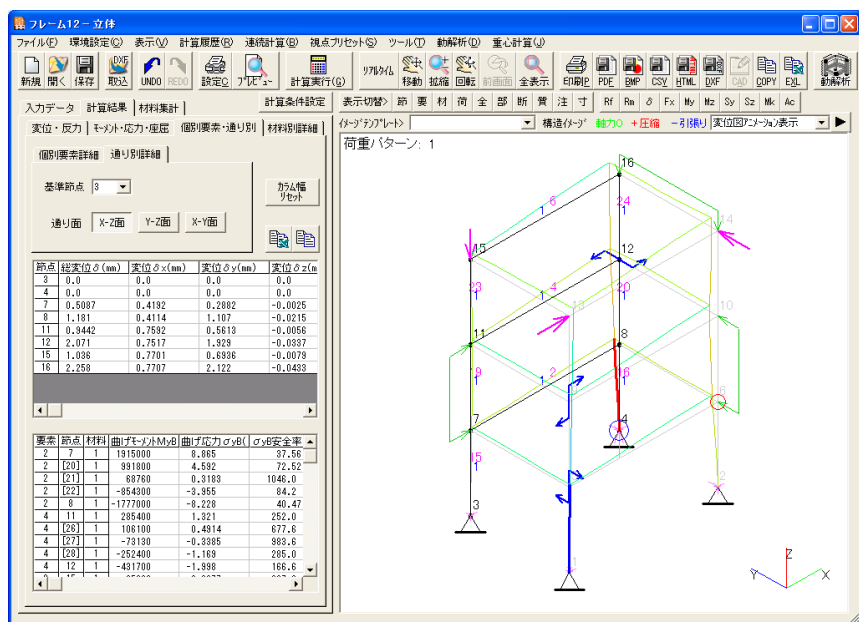 フレーム12－立体
ファイル(F) 環境設定(C) 表示(V) 計算履歴(R) 連続計算(B) 視点プリセット(S) ツール(T) 動解析(D) 重心計算(J)
新規 開く 保存 取込 UNDO REDO 設定C プレビュー 計算実行(G) リアルタイム 移動 拡縮 回転 前画面 全表示 印刷P PDF BMP CSV HTML DXF CAD COPY EXL 動解析
入力データ 計算結果 材料集計 計算条件設定 表示切替> 節 要 材 荷 全 部 断 質 注 寸 Rf Rm δ Fx My Mz Sy Sz Mk Ac
変位・反力 モーメント・応力・座屈 個別要素・通り別 材料別詳細 イメージテンプレート> 構造イメージ 軸力0 +圧縮 -引張り 変位図アニメーション表示
荷重パターン: 1
個別要素詳細 通り別詳細
基準節点 3 カラム幅リセット
通り面 X-Z面 Y-Z面 X-Y面
節点 総変位δ(mm) 変位δx(mm) 変位δy(mm) 変位δz(m
3 0.0 0.0 0.0 0.0
4 0.0 0.0 0.0 0.0
7 0.5087 0.4192 0.2882 -0.0025
8 1.181 0.4114 1.107 -0.0215
11 0.9442 0.7592 0.5613 -0.0056
12 2.071 0.7517 1.929 -0.0337
15 1.036 0.7701 0.6936 -0.0079
16 2.258 0.7707 2.122 -0.0433
要素 節点 材料 曲げモーメントMyB 曲げ応力σyB( σyB安全率
2 7 1 1915000 8.865 37.56
2 [20] 1 991800 4.592 72.52
2 [21] 1 68760 0.3183 1046.0
2 [22] 1 -854300 -3.955 84.2
2 8 1 -1777000 -8.228 40.47
4 11 1 285400 1.321 252.0
4 [26] 1 106100 0.4914 677.6
4 [27] 1 -73130 -0.3385 983.6
4 [28] 1 -252400 -1.169 285.0
4 12 1 -431700 -1.998 166.6
16
6
1
24
1
14
15
12
23
1
4
1
20
1
13
10
11
8
19
1
2
1
16
1
6
7
4
15
1
2
3
1
Z
Y
X